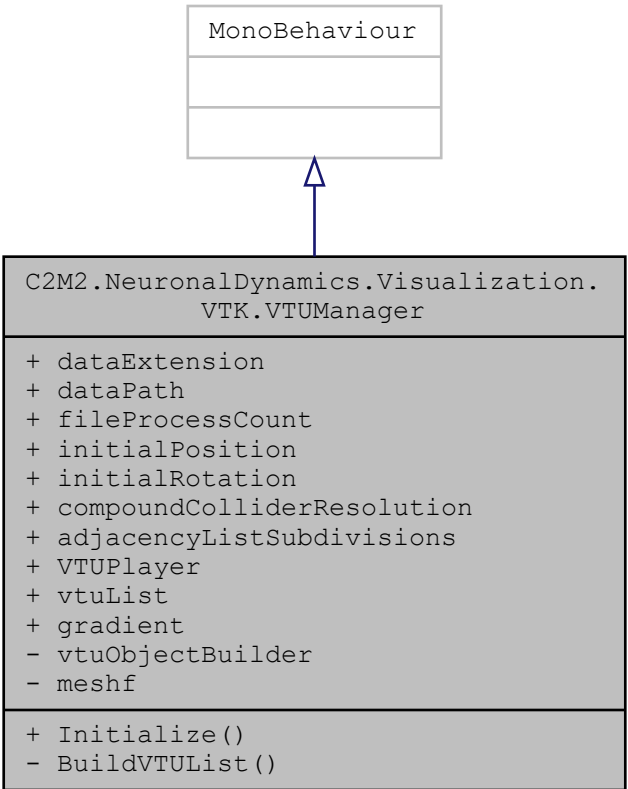 MonoBehaviour
C2M2.NeuronalDynamics.Visualization.
VTK.VTUManager
+ dataExtension
+ dataPath
+ fileProcessCount
+ initialPosition
+ initialRotation
+ compoundColliderResolution
+ adjacencyListSubdivisions
+ VTUPlayer
+ vtuList
+ gradient
- vtuObjectBuilder
- meshf
+ Initialize()
- BuildVTUList()